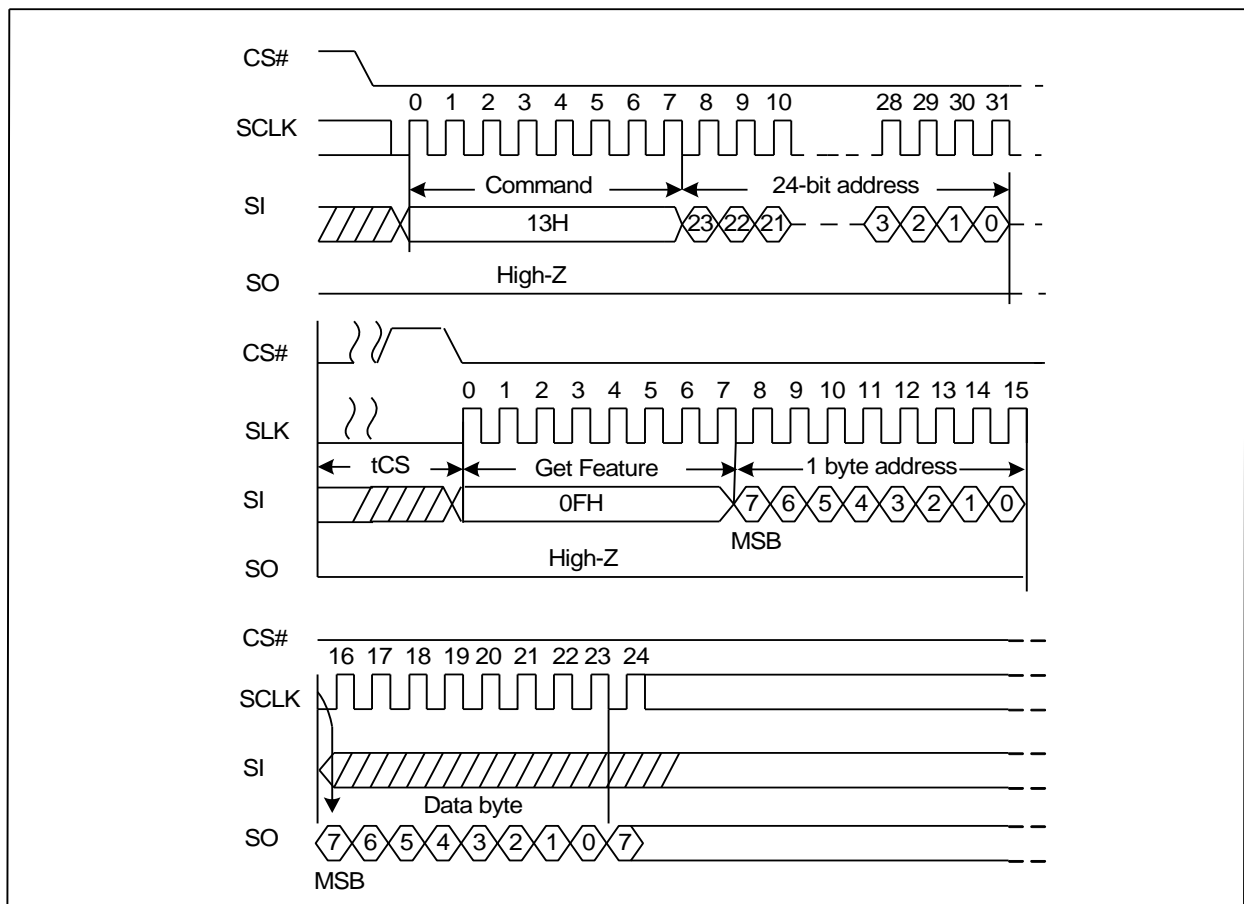 CS#
0 1 2 3 4 5 6 7 8 9 10 28 29 30 31
SCLK
Command 24-bit address
SI
13H 23 22 21 3 2 1 0
High-Z
SO
CS#
0 1 2 3 4 5 6 7 8 9 10 11 12 13 14 15
SLK
tCS Get Feature 1 byte address
SI 0FH 7 6 5 4 3 2 1 0
MSB
High-Z
SO
CS#
16 17 18 19 20 21 22 23 24
SCLK
SI
Data byte
SO 7 6 5 4 3 2 1 0 7
MSB